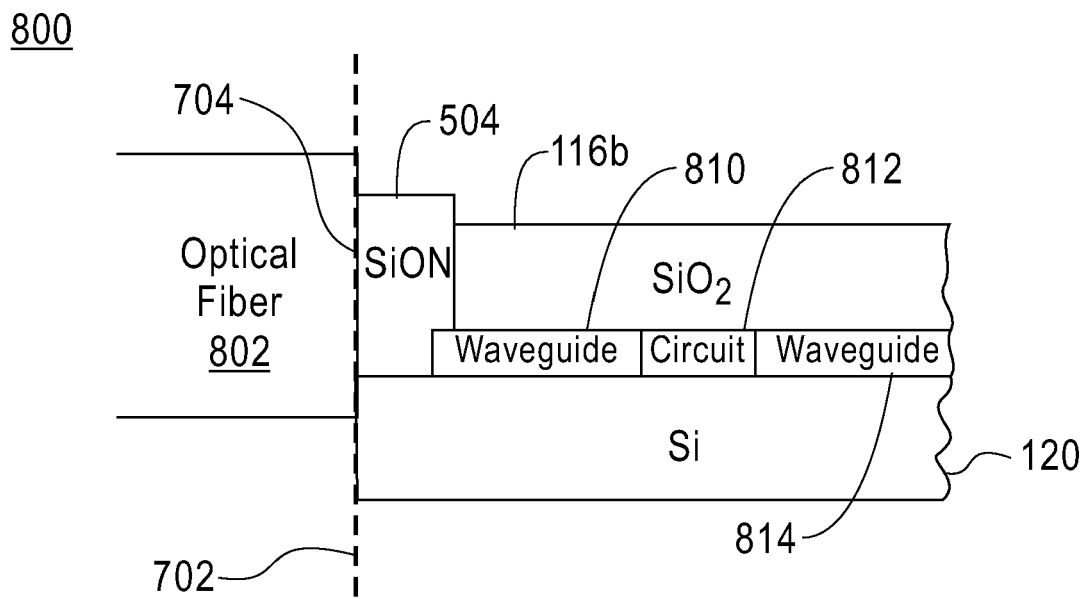 800
704
504
116b
810
812
Optical
Fiber
802
SiON
SiO2
Waveguide
Circuit
Waveguide
Si
120
814
702